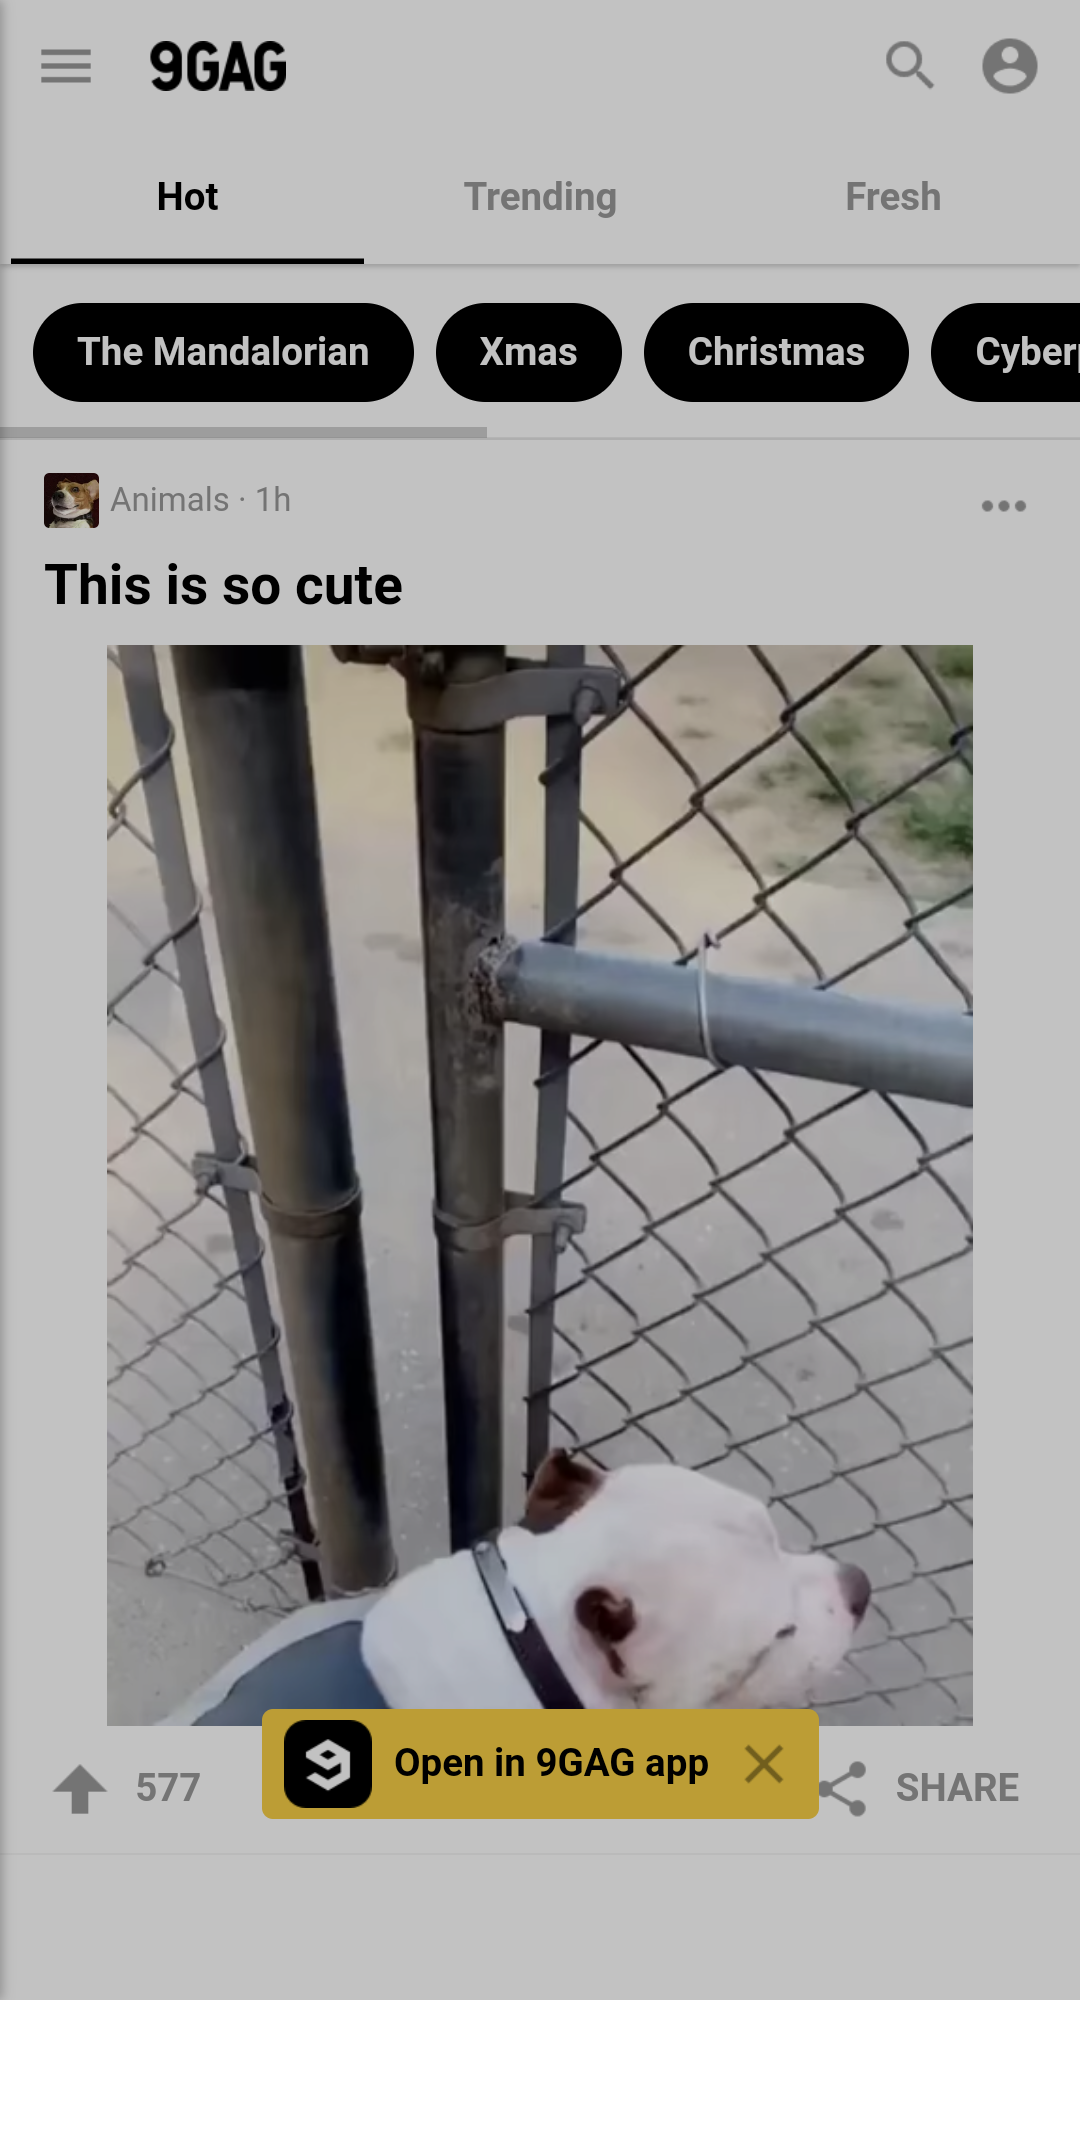 9GAG
Hot Trending Fresh
The Mandalorian Xmas Christmas Cyber
Animals · 1h
This is so cute
Open in 9GAG app
577 SHARE